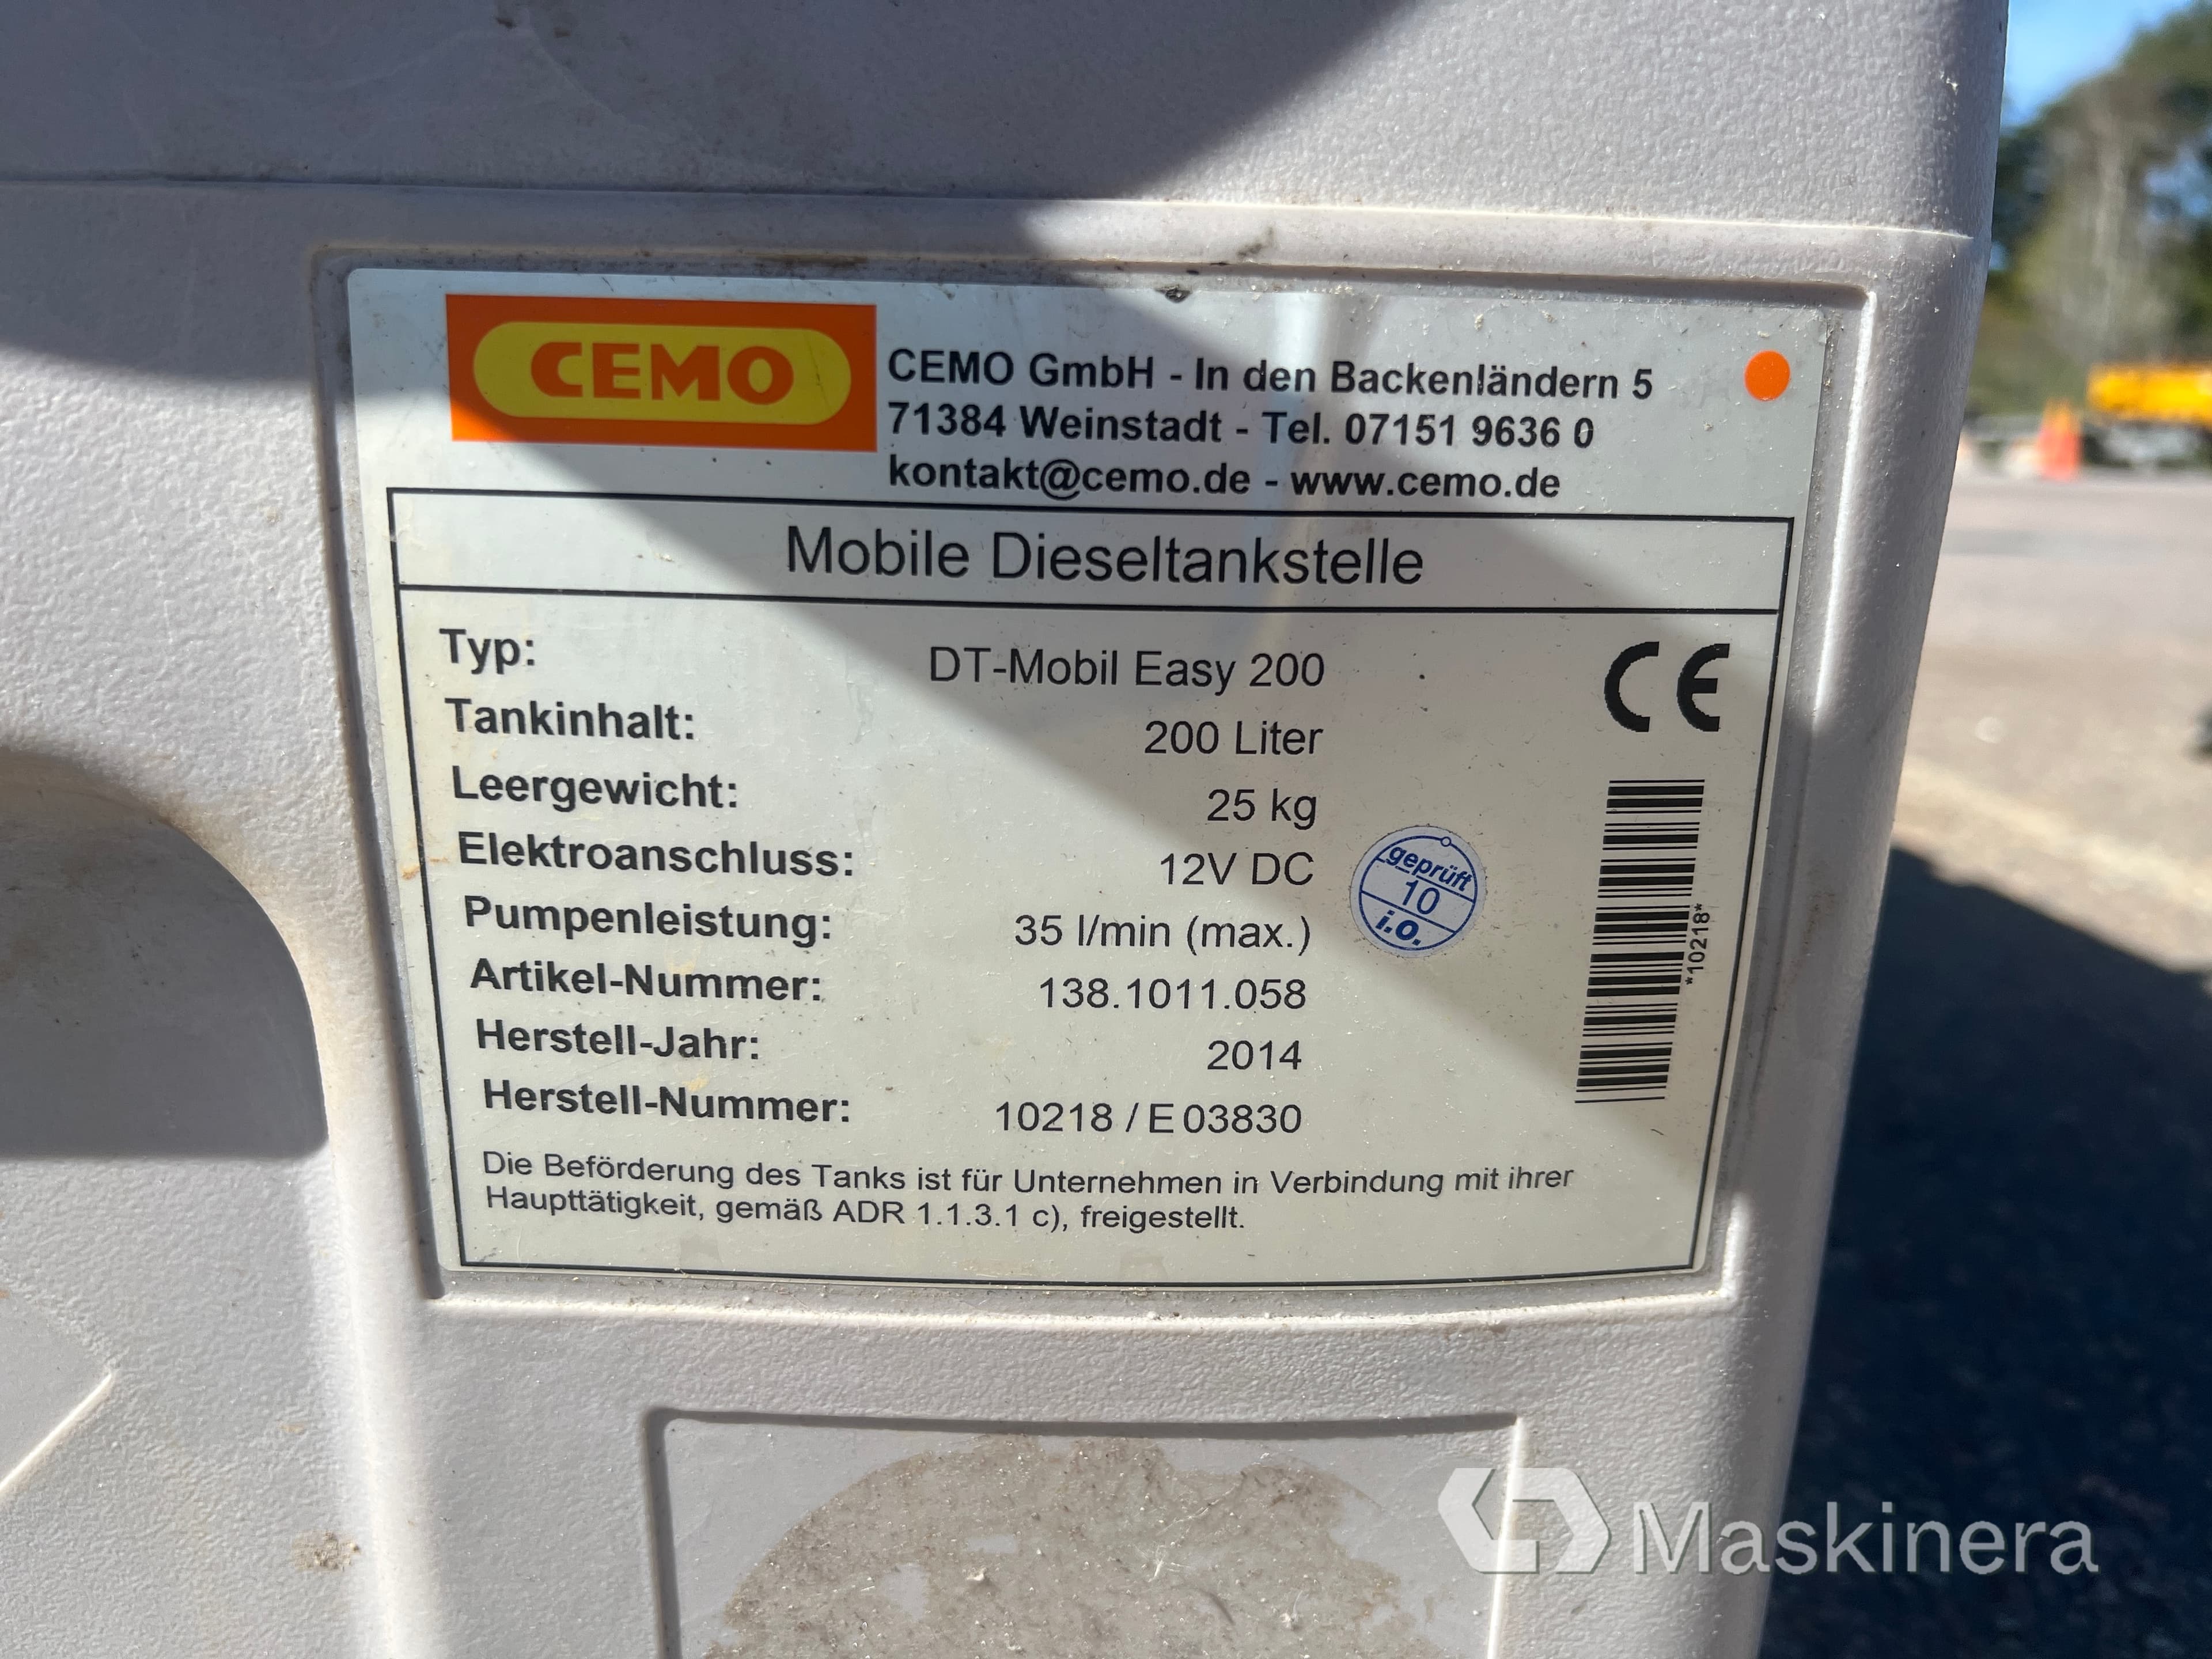 CEMO
CEMO GmbH - In den Backenländern 5
71384 Weinstadt - Tel. 07151 9636 0
kontakt@cemo.de - www.cemo.de
Mobile Dieseltankstelle
Typ: DT-Mobil Easy 200
Tankinhalt: 200 Liter
Leergewicht: 25 kg
Elektroanschluss: 12V DC
Pumpenleistung: 35 l/min (max.)
Artikel-Nummer: 138.1011.058
Herstell-Jahr: 2014
Herstell-Nummer: 10218 / E 03830
CE
geprüft
10
i.O.
*10218*
Die Beförderung des Tanks ist für Unternehmen in Verbindung mit ihrer
Haupttätigkeit, gemäß ADR 1.1.3.1 c), freigestellt.
Maskinera